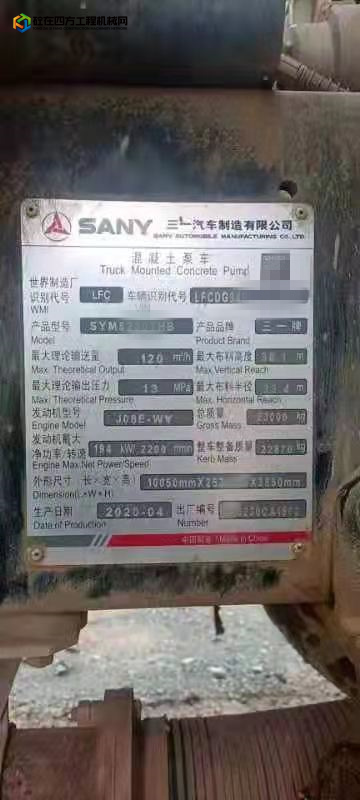 杠在四方工程机械网
SANY 三一汽车制造有限公司
SANY AUTOMOBILE MANUFACTURING CO.,LTD.
混凝土泵车
Truck Mounted Concrete Pump
世界制造厂
识别代号 LFC 车辆识别代号
WMI
产品型号 产品品牌 三一牌
Model Product Brand
最大理论输送量 120 m³/h 最大布料高度 m
Max. Theoretical Output Max.Vertical Reach
最大理论输出压力 13 MPa 最大布料半径 m
Max. Theoretical Pressure Max. Horizontal Reach
发动机型号 J08E-WY 总质量 kg
Engine Model Gross Mass
发动机最大
净功率/转速 kW/ r/min 整车整备质量 kg
Engine Max.Net Power/Speed Kerb Mass
外形尺寸（长×宽×高）
Dimension(L×W×H)
生产日期 2020-04 出厂编号
Date of Production Number
中国制造 Made in China